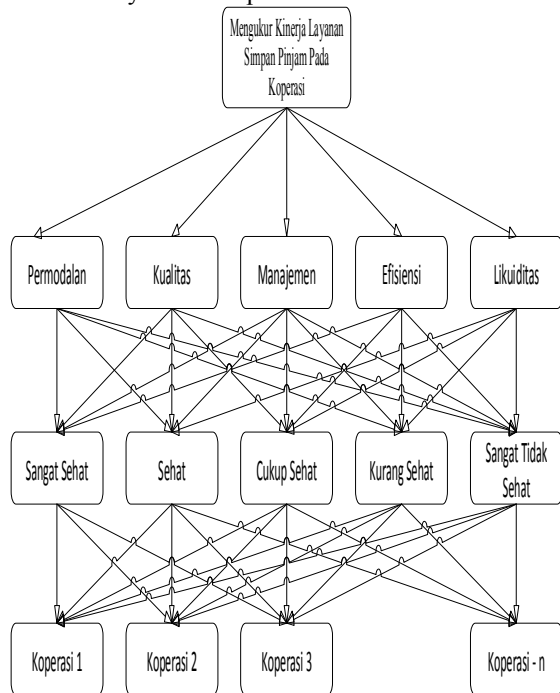 Mengukur Kinerja Layanan
Simpan Pinjam Pada
Koperasi
Permodalan
Kualitas
Manajemen
Efisiensi
Likuiditas
Sangat Sehat
Sehat
Cukup Sehat
Kurang Sehat
Sangat Tidak
Sehat
Koperasi 1
Koperasi 2
Koperasi 3
Koperasi - n